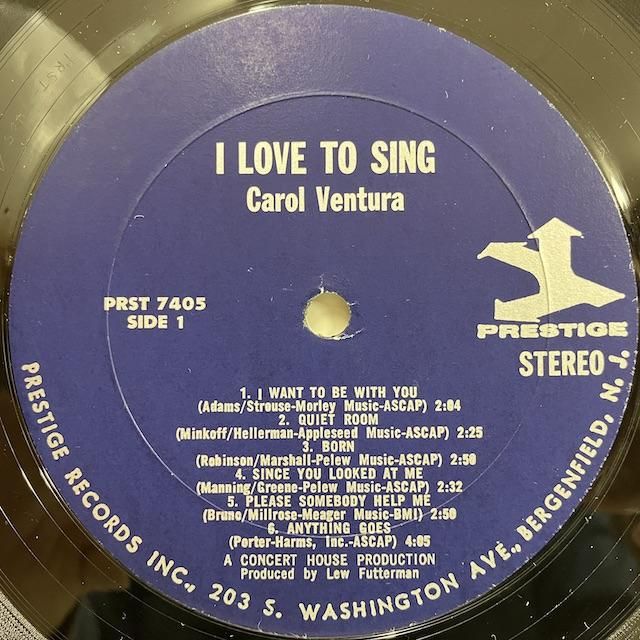 I LOVE TO SING
Carol Ventura
PRST 7405
SIDE 1
PRESTIGE
STEREO
1. I WANT TO BE WITH YOU
(Adams/Strouse-Morley Music-ASCAP) 2:04
2. QUIET ROOM
(Minkoff/Hellerman-Appleseed Music-ASCAP) 2:25
3. BORN
(Robinson/Marshall-Pelew Music-ASCAP) 2:50
4. SINCE YOU LOOKED AT ME
(Manning/Greene-Pelew Music-ASCAP) 2:32
5. PLEASE SOMEBODY HELP ME
(Bruno/Millrose-Meager Music-BMI) 2:50
6. ANYTHING GOES
(Porter-Harms, Inc.-ASCAP) 4:05
A CONCERT HOUSE PRODUCTION
Produced by Lew Futterman
PRESTIGE RECORDS INC., 203 S. WASHINGTON AVE., BERGENFIELD, N. J.